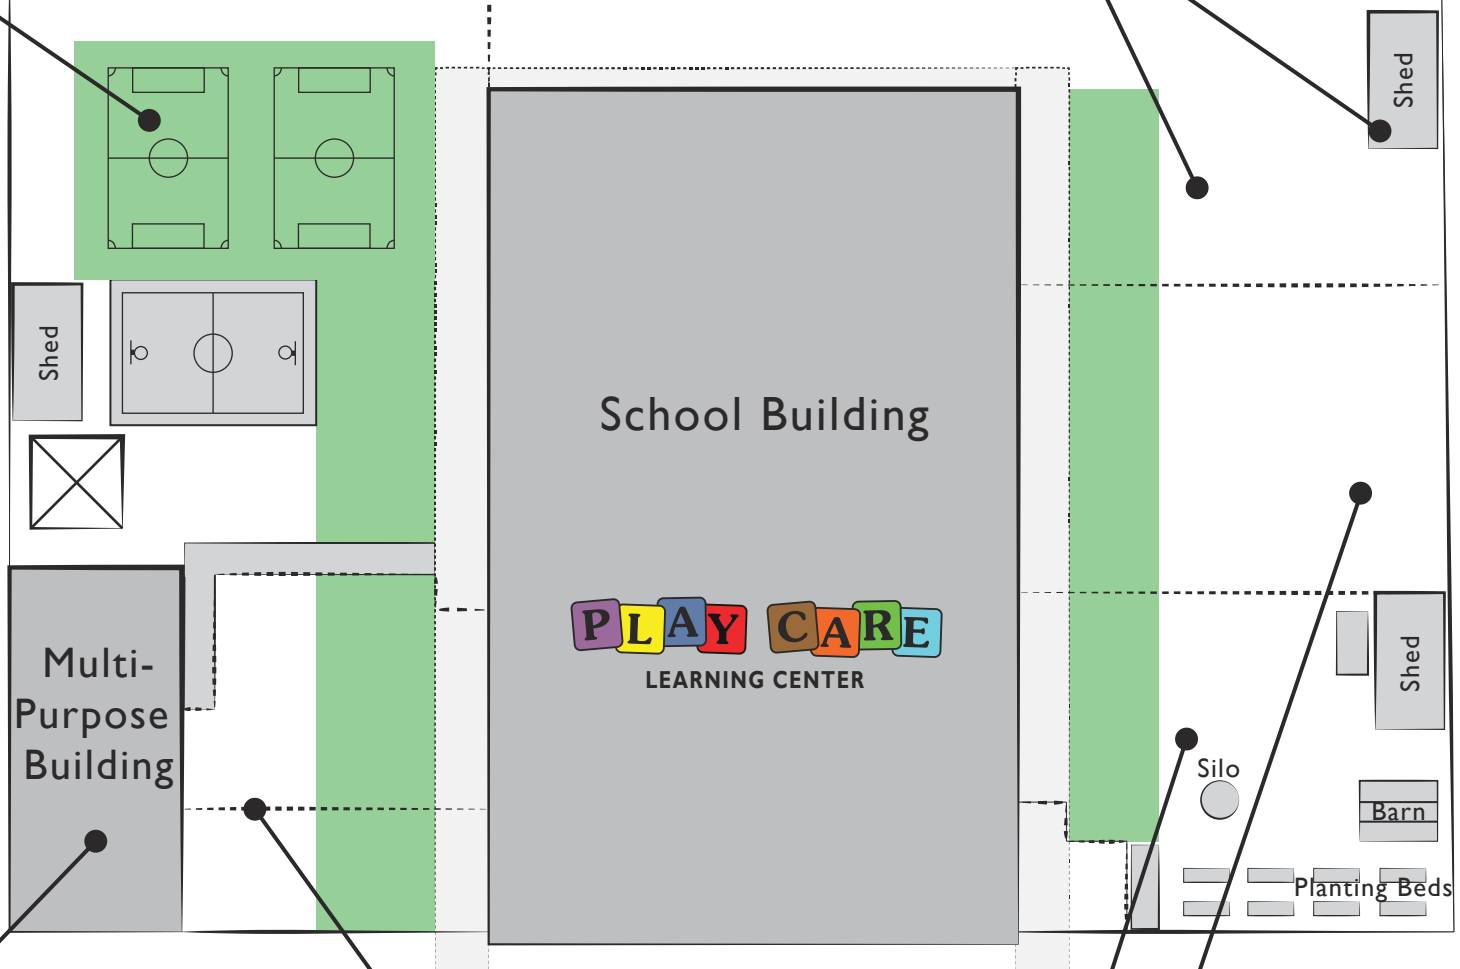 Shed
Shed
School Building
PLAY CARE
LEARNING CENTER
Multi-
Purpose
Building
Shed
Silo
Barn
Planting Beds